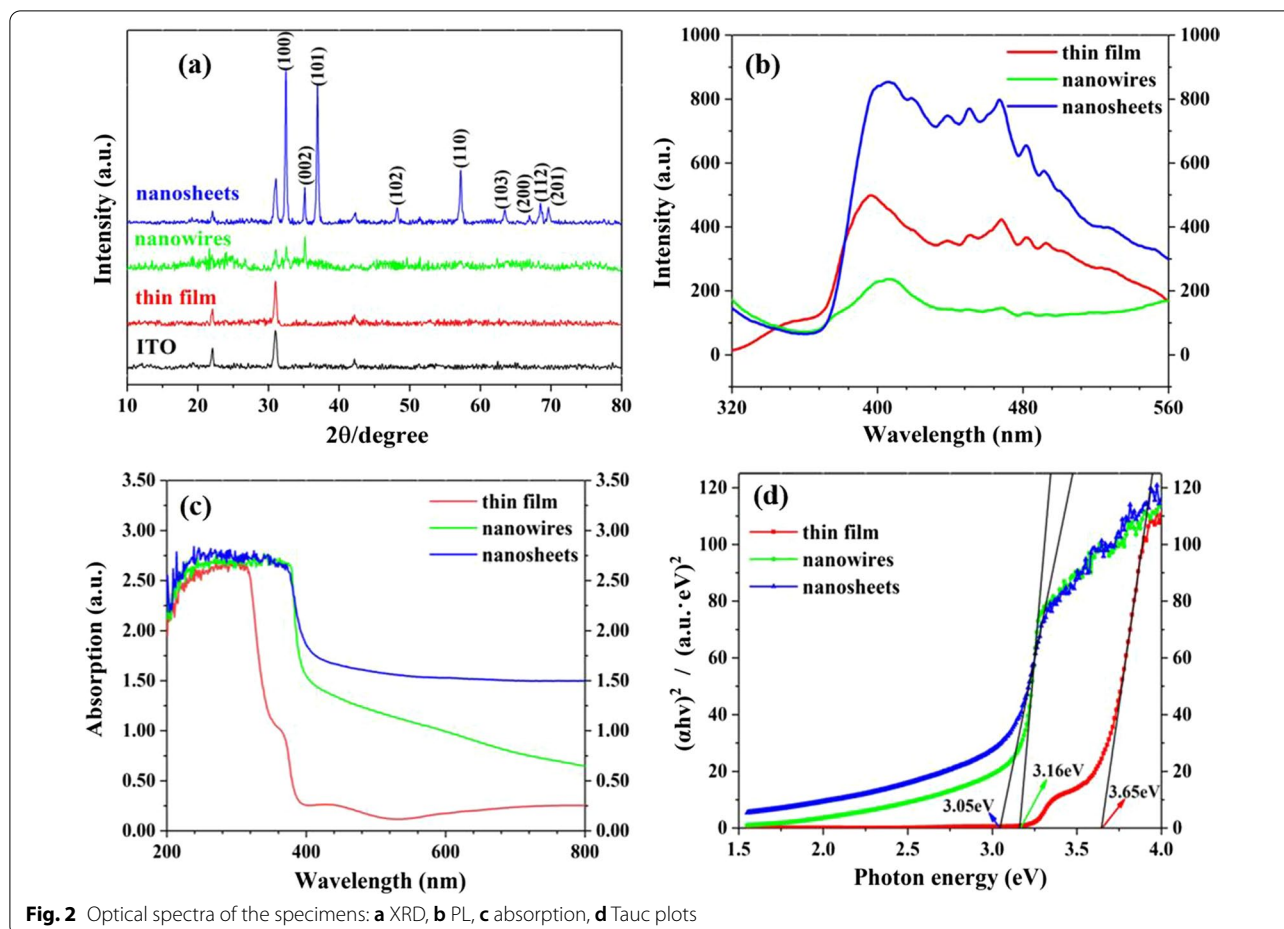 (a)
(100)
(101)
(002)
(102)
(110)
(103)
(200)
(112)
(201)
nanosheets
nanowires
thin film
ITO
Intensity (a.u.)
10 20 30 40 50 60 70 80
2θ/degree
(b)
thin film
nanowires
nanosheets
1000 1000
800 800
600 600
400 400
200 200
0 0
Intensity (a.u.)
320 400 480 560
Wavelength (nm)
(c)
thin film
nanowires
nanosheets
3.50 3.50
3.00 3.00
2.50 2.50
2.00 2.00
1.50 1.50
1.00 1.00
0.50 0.50
0.00 0.00
Absorption (a.u.)
200 400 600 800
Wavelength (nm)
(d)
thin film
nanowires
nanosheets
120 120
100 100
80 80
60 60
40 40
20 20
0 0
(αhv)² / (a.u.·eV)²
3.05eV
3.16eV
3.65eV
1.5 2.0 2.5 3.0 3.5 4.0
Photon energy (eV)
Fig. 2 Optical spectra of the specimens: a XRD, b PL, c absorption, d Tauc plots